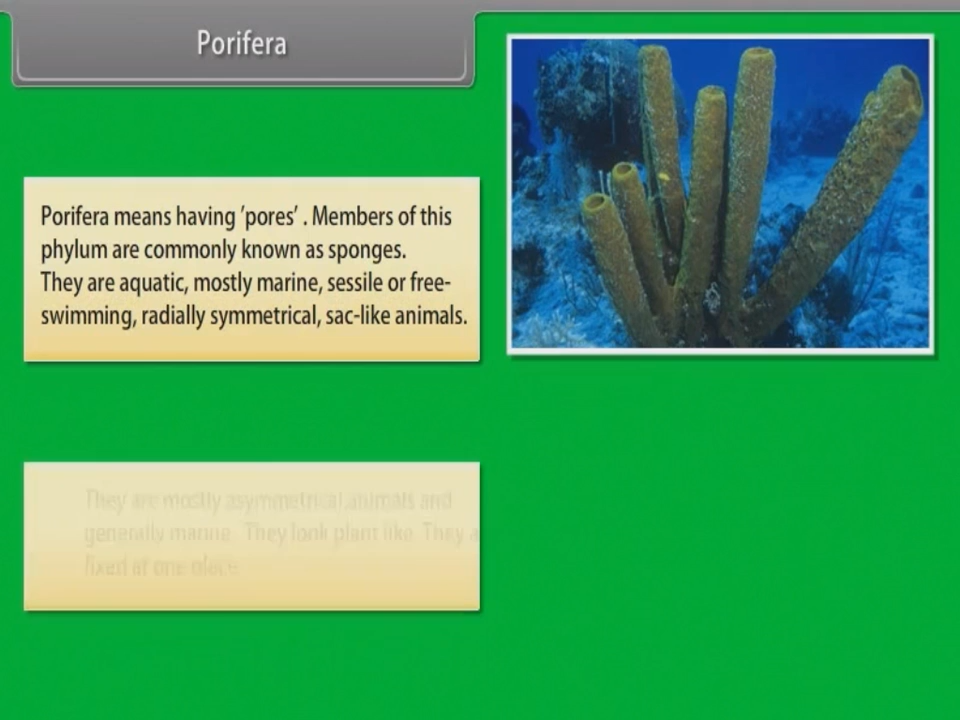 Porifera
Porifera means having 'pores' . Members of this
phylum are commonly known as sponges.
They are aquatic, mostly marine, sessile or free-
swimming, radially symmetrical, sac-like animals.
They are mostly asymmetrical animals and
generally marine. They look plant like. They a
fixed at one place.